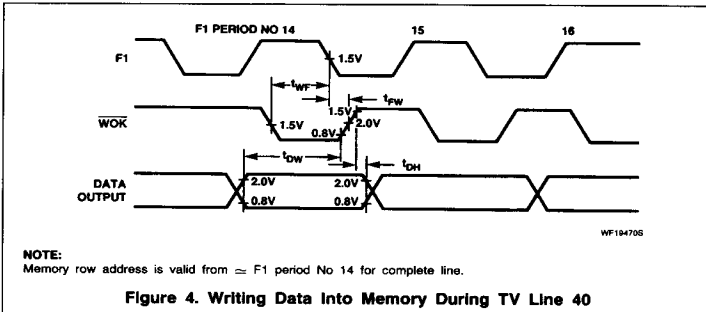 F1 PERIOD NO 14
15
16
F1
1.5V
tWF
tFW
WOK
1.5V
1.5V
2.0V
0.8V
tDW
tDH
DATA
OUTPUT
2.0V
2.0V
0.8V
0.8V
WF19470S
NOTE:
Memory row address is valid from ≃ F1 period No 14 for complete line.
Figure 4. Writing Data Into Memory During TV Line 40